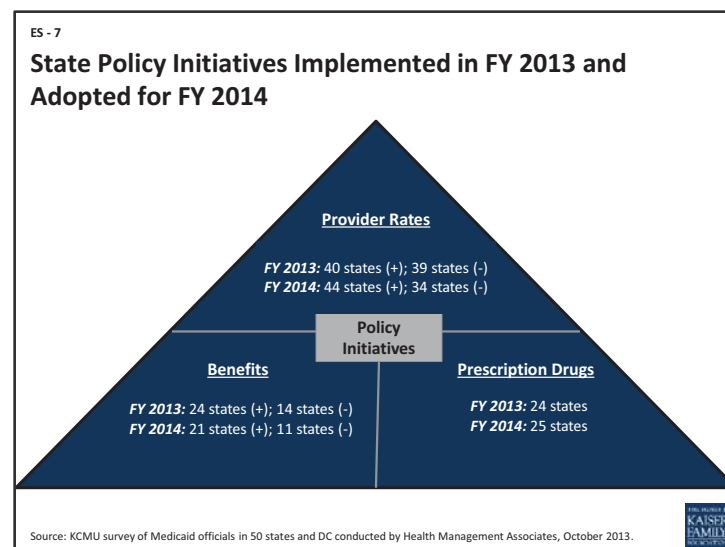 ES - 7
State Policy Initiatives Implemented in FY 2013 and
Adopted for FY 2014
Provider Rates
FY 2013: 40 states (+); 39 states (-)
FY 2014: 44 states (+); 34 states (-)
Policy
Initiatives
Benefits
FY 2013: 24 states (+); 14 states (-)
FY 2014: 21 states (+); 11 states (-)
Prescription Drugs
FY 2013: 24 states
FY 2014: 25 states
Source: KCMU survey of Medicaid officials in 50 states and DC conducted by Health Management Associates, October 2013.
KAISER
FAMILY